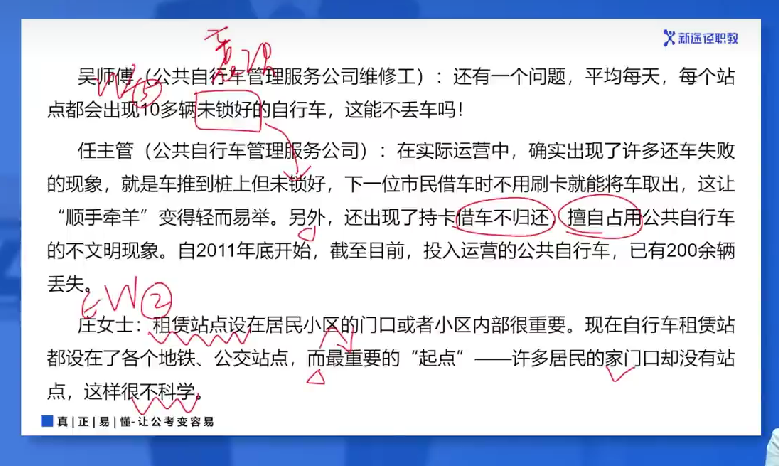 新途径职教
吴师傅（公共自行车管理服务公司维修工）：还有一个问题，平均每天，每个站
点都会出现10多辆未锁好的自行车，这能不丢车吗！
任主管（公共自行车管理服务公司）：在实际运营中，确实出现了许多还车失败
的现象，就是车推到桩上但未锁好，下一位市民借车时不用刷卡就能将车取出，这让
“顺手牵羊”变得轻而易举。另外，还出现了持卡借车不归还、擅自占用公共自行车
的不文明现象。自2011年底开始，截至目前，投入运营的公共自行车，已有200余辆
丢失。
②
庄女士：租赁站点设在居民小区的门口或者小区内部很重要。现在自行车租赁站
都设在了各个地铁、公交站点，而最重要的“起点”——许多居民的家门口却没有站
点，这样很不科学。
真|正|易|懂-让公考变容易